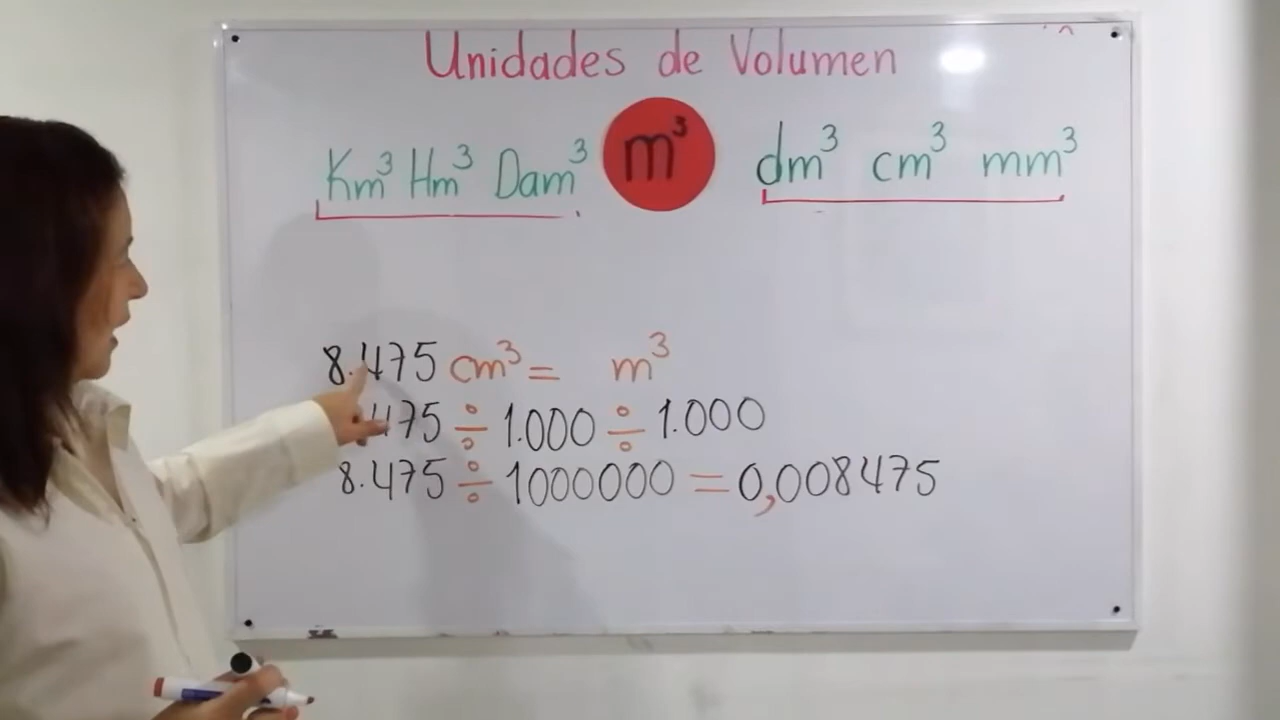 Unidades de Volumen
Km³ Hm³ Dam³ m³ dm³ cm³ mm³
8.475 cm³ = m³
475 ÷ 1.000 ÷ 1.000
8.475 ÷ 1000000 = 0,008475